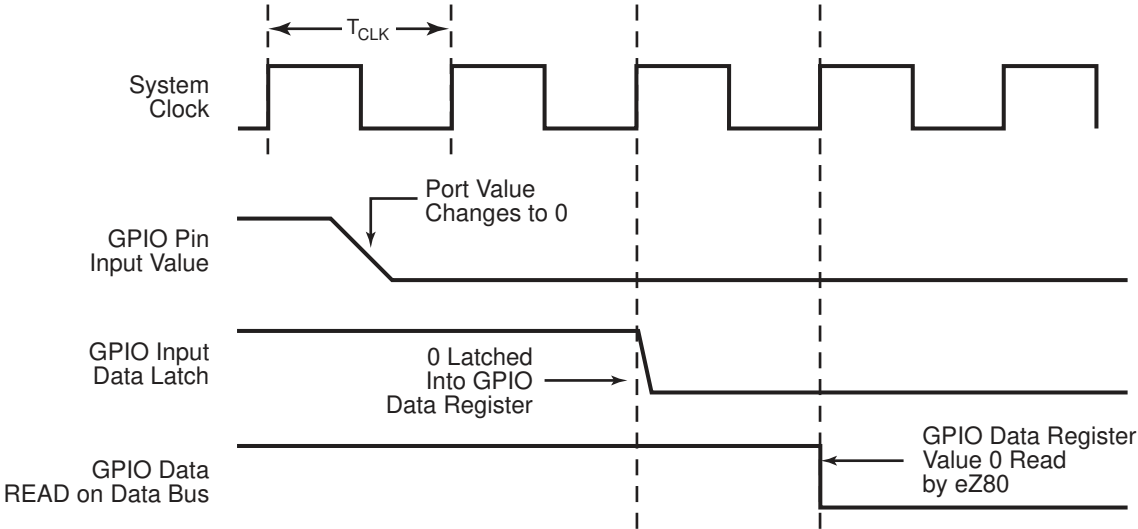 T_CLK
System
Clock
Port Value
Changes to 0
GPIO Pin
Input Value
GPIO Input
Data Latch
0 Latched
Into GPIO
Data Register
GPIO Data Register
Value 0 Read
by eZ80
GPIO Data
READ on Data Bus